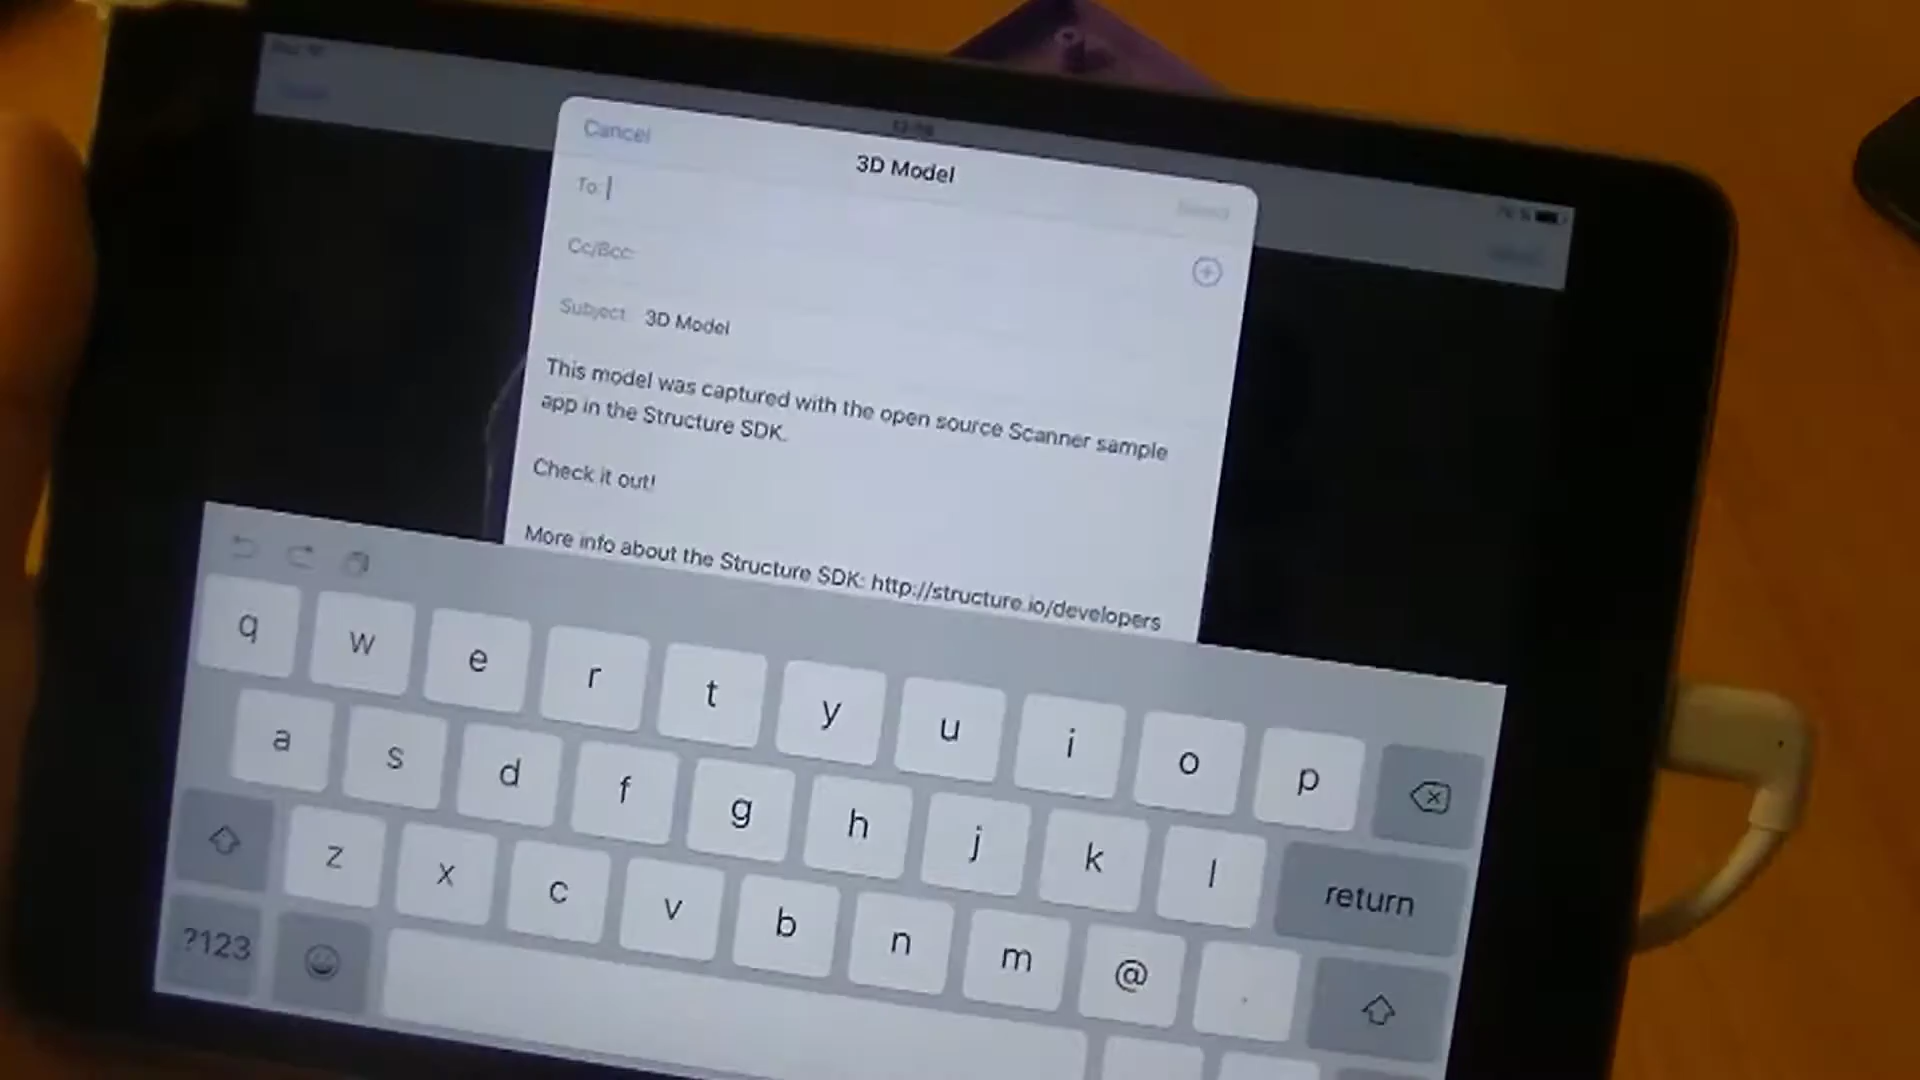 Cancel
3D Model
Send
To:
Cc/Bcc:
Subject: 3D Model
This model was captured with the open source Scanner sample
app in the Structure SDK.
Check it out!
More info about the Structure SDK: http://structure.io/developers
q w e r t y u i o p
a s d f g h j k l return
z x c v b n m @ .
?123